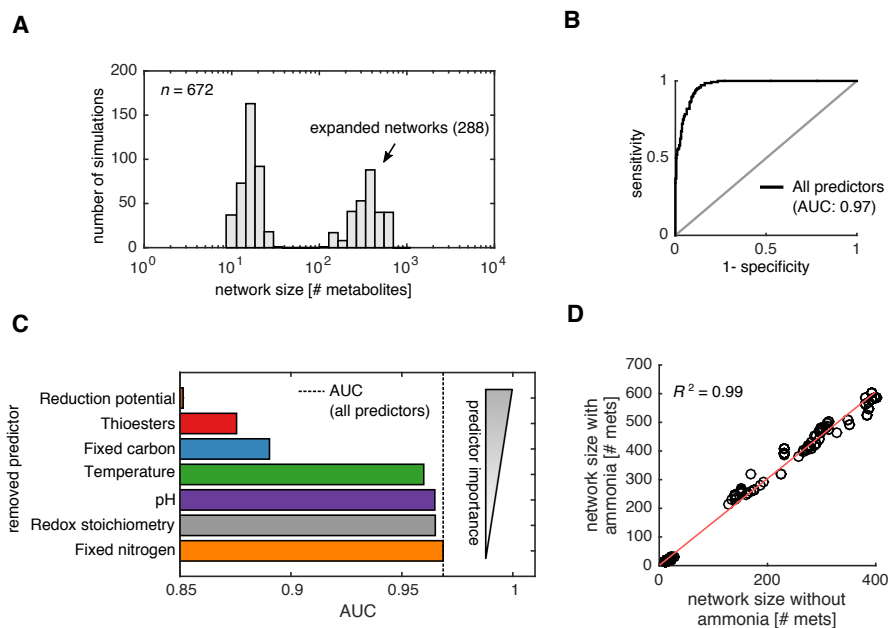 A
n = 672
expanded networks (288)
number of simulations
200
150
100
50
0
10^0
10^1
10^2
10^3
10^4
network size [# metabolites]
B
sensitivity
1
0.5
0
0
0.5
1
1- specificity
All predictors
(AUC: 0.97)
C
removed predictor
Reduction potential
Thioesters
Fixed carbon
Temperature
pH
Redox stoichiometry
Fixed nitrogen
AUC
(all predictors)
predictor importance
0.85
0.9
0.95
1
AUC
D
network size with
ammonia [# mets]
700
600
500
400
300
200
100
0
R² = 0.99
0
200
400
network size without
ammonia [# mets]